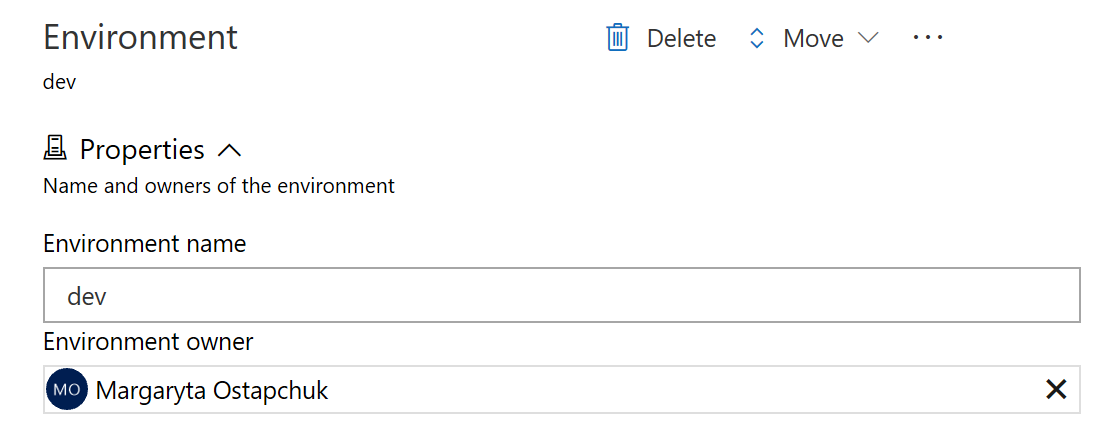 Environment
Delete Move ···
dev
Properties
Name and owners of the environment
Environment name
dev
Environment owner
MO Margaryta Ostapchuk